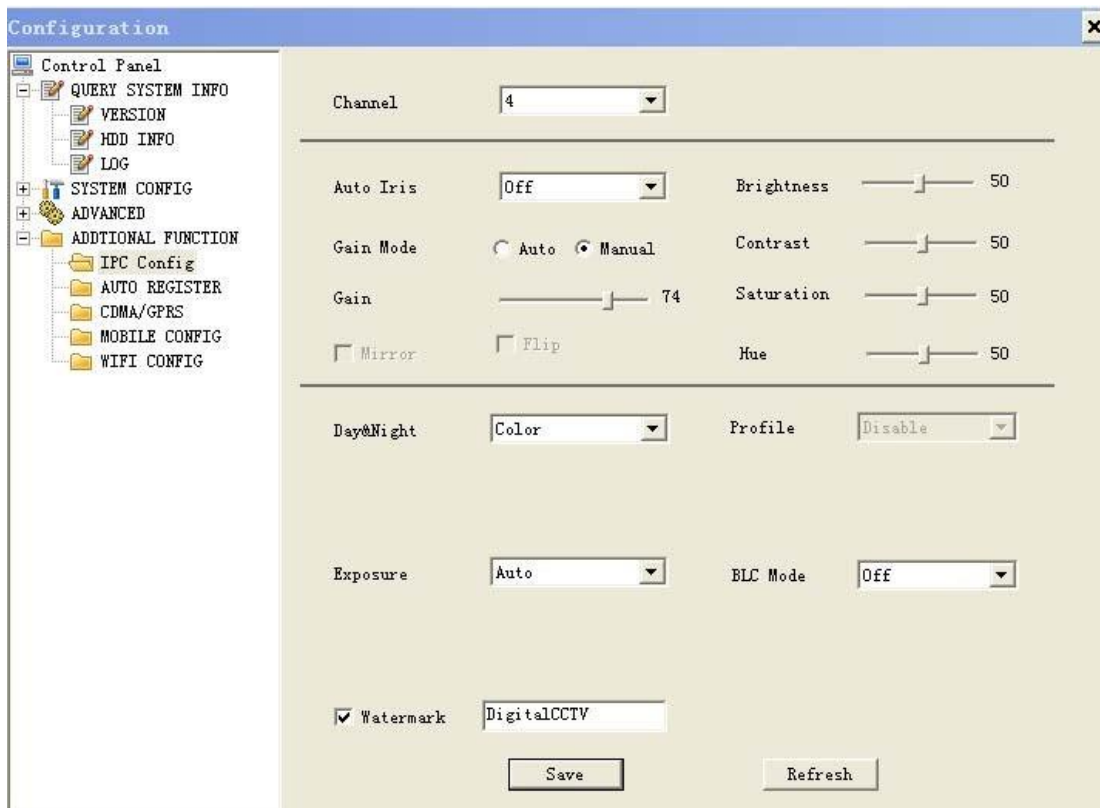 Configuration
Control Panel
QUERY SYSTEM INFO
VERSION
HDD INFO
LOG
SYSTEM CONFIG
ADVANCED
ADDTIONAL FUNCTION
IPC Config
AUTO REGISTER
CDMA/GPRS
MOBILE CONFIG
WIFI CONFIG
Channel 4
Auto Iris Off Brightness 50
Gain Mode Auto Manual Contrast 50
Gain 74 Saturation 50
Mirror Flip Hue 50
Day&Night Color Profile Disable
Exposure Auto BLC Mode Off
Watermark DigitalCCTV
Save Refresh